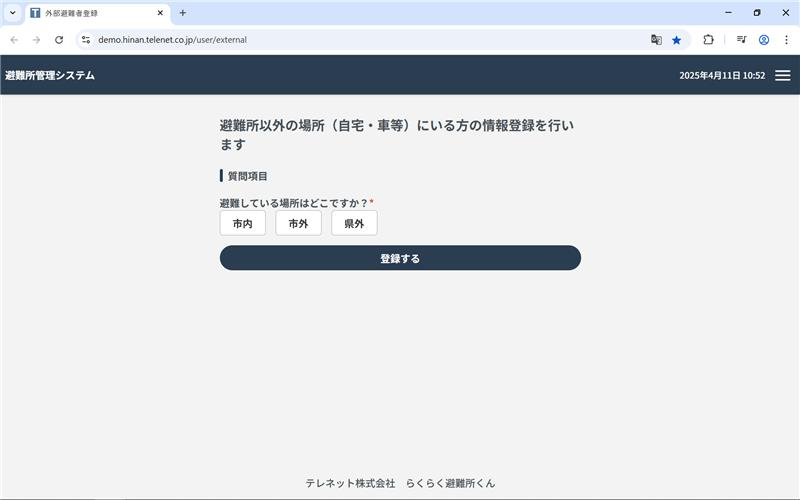 外部避難者登録
demo.hinan.telenet.co.jp/user/external
避難所管理システム
2025年4月11日 10:52
避難所以外の場所（自宅・車等）にいる方の情報登録を行い
ます
質問項目
避難している場所はどこですか？*
市内 市外 県外
登録する
テレネット株式会社　らくらく避難所くん